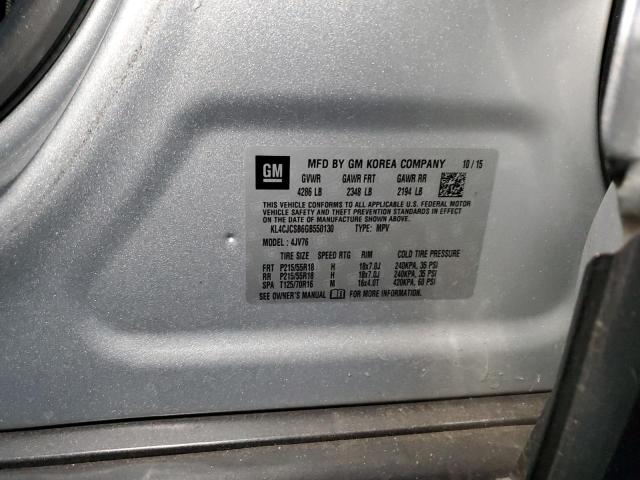 GM
MFD BY GM KOREA COMPANY 10/15
GVWR GAWR FRT GAWR RR
4286 LB 2348 LB 2194 LB
THIS VEHICLE CONFORMS TO ALL APPLICABLE U.S. FEDERAL MOTOR
VEHICLE SAFETY, BUMPER, AND THEFT PREVENTION STANDARDS IN EFFECT
ON THE DATE OF MANUFACTURE SHOWN ABOVE.
KL4CJCSB6GB550130 TYPE: MPV
MODEL: 4JV76
TIRE SIZE SPEED RTG RIM COLD TIRE PRESSURE
FRT P215/55R18 H 18x7.0J 240KPA, 35 PSI
RR P215/55R18 H 18x7.0J 240KPA, 35 PSI
SPA T125/70R16 M 16x4.0T 420KPA, 60 PSI
SEE OWNER'S MANUAL FOR MORE INFORMATION.